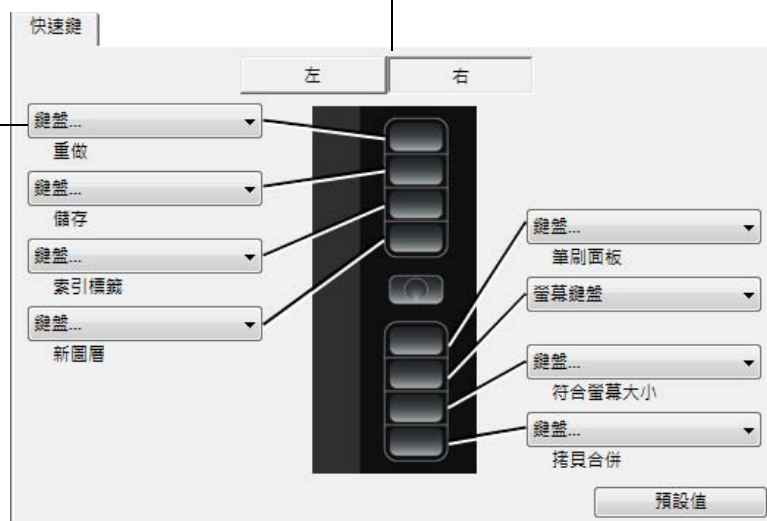 快速鍵
左
右
鍵盤...
重做
鍵盤...
儲存
鍵盤...
索引標籤
鍵盤...
新圖層
鍵盤...
筆刷面板
螢幕鍵盤
鍵盤...
符合螢幕大小
鍵盤...
拷貝合併
預設值